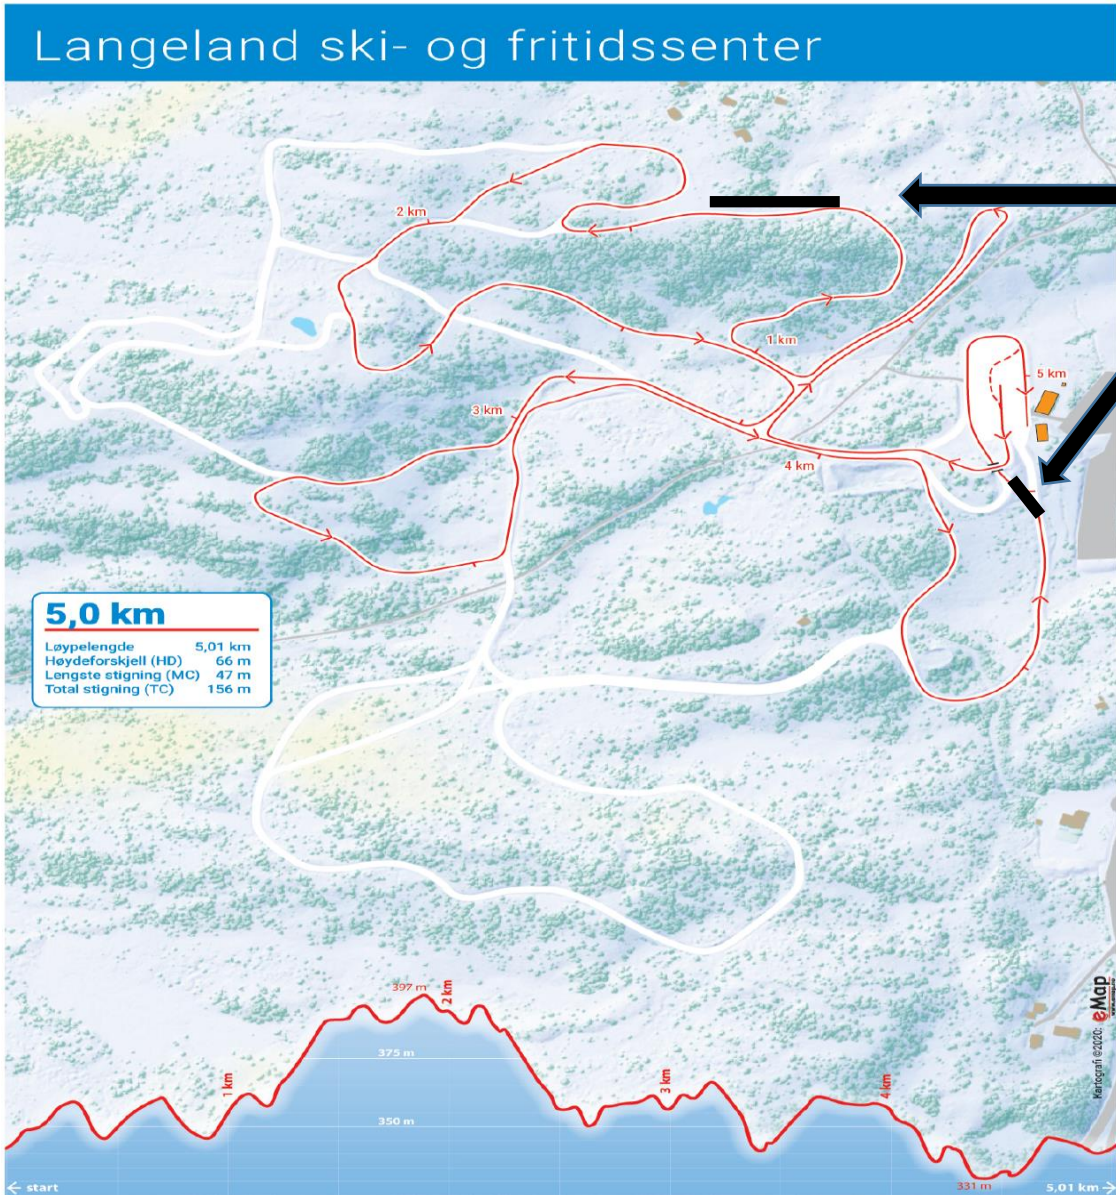 Langeland ski- og fritidssenter
2 km
1 km
5 km
3 km
4 km
5,0 km
Løypelengde 5,01 km
Høydeforskjell (HD) 66 m
Lengste stigning (MC) 47 m
Total stigning (TC) 156 m
397 m
2 km
375 m
1 km
3 km
4 km
350 m
Kartografi ©2020: eMap
← start
331 m
5,01 km →